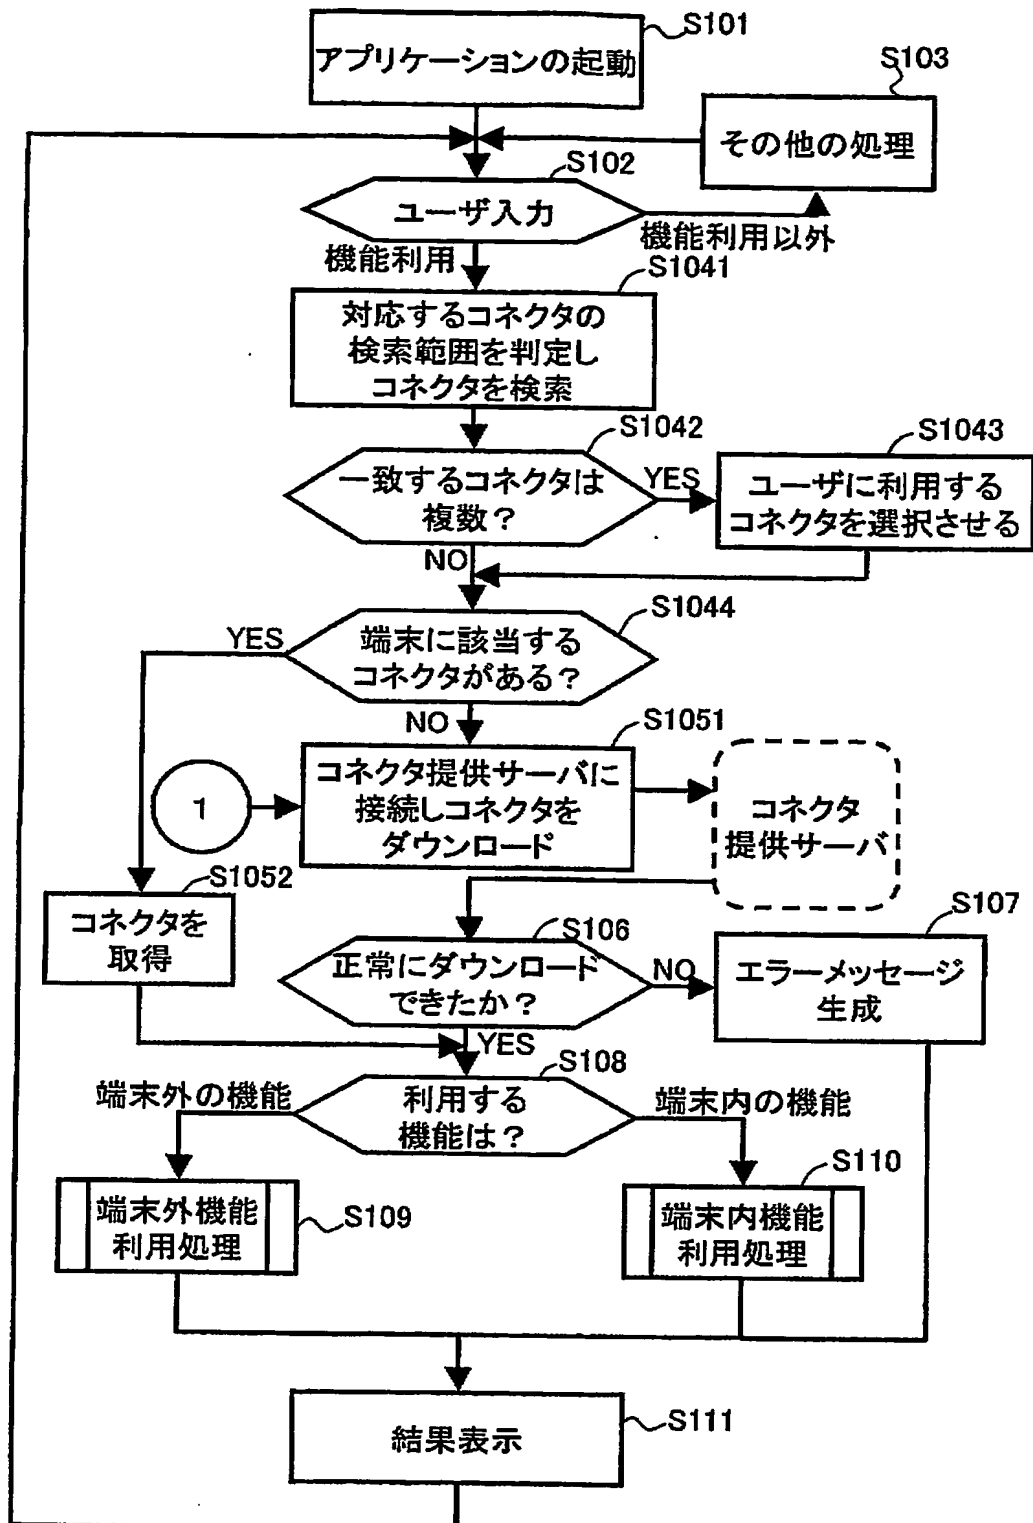 S101
アプリケーションの起動
S103
その他の処理
S102
ユーザ入力
機能利用以外
機能利用
S1041
対応するコネクタの
検索範囲を判定し
コネクタを検索
S1042
一致するコネクタは
複数？
YES
S1043
ユーザに利用する
コネクタを選択させる
NO
S1044
端末に該当する
コネクタがある？
YES
NO
S1051
コネクタ提供サーバに
接続しコネクタを
ダウンロード
1
コネクタ
提供サーバ
S1052
コネクタを
取得
S106
正常にダウンロード
できたか？
NO
S107
エラーメッセージ
生成
YES
S108
利用する
機能は？
端末外の機能
端末内の機能
S109
端末外機能
利用処理
S110
端末内機能
利用処理
S111
結果表示